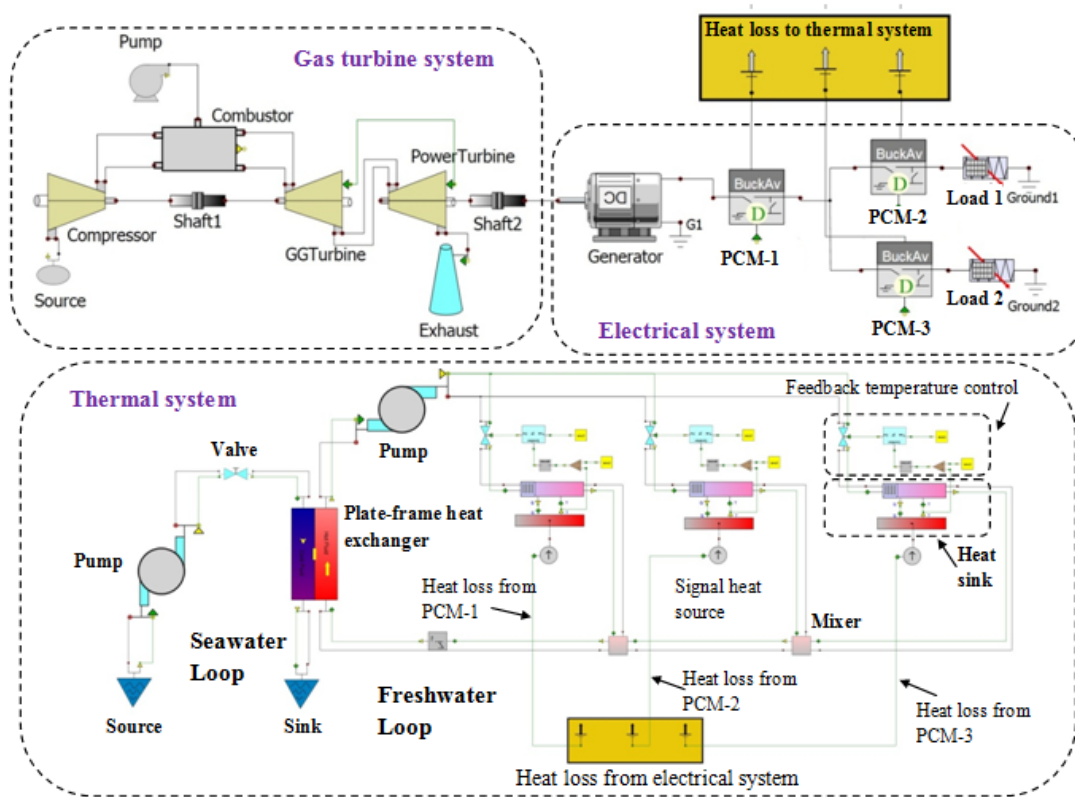 Pump
Gas turbine system
Combustor
PowerTurbine
Shaft1
Shaft2
Compressor
GGTurbine
Source
Exhaust
Heat loss to thermal system
BuckAv
D
PCM-2
Load 1
Ground1
DC
G1
Generator
BuckAv
D
PCM-1
BuckAv
D
PCM-3
Load 2
Ground2
Electrical system
Thermal system
Feedback temperature control
Valve
Pump
Plate-frame heat
exchanger
Pump
Heat
sink
Heat loss from
PCM-1
Signal heat
source
Mixer
Seawater
Loop
Freshwater
Loop
Heat loss from
PCM-2
Heat loss from
PCM-3
Source
Sink
Heat loss from electrical system